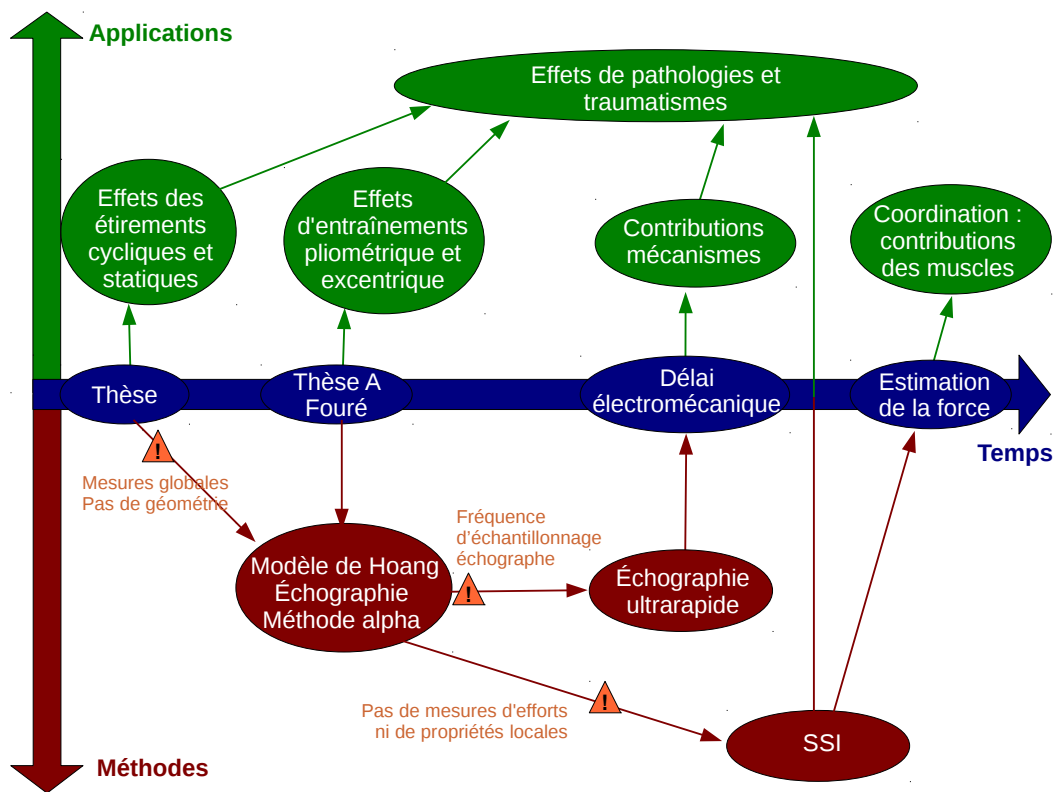 Applications
Effets de pathologies et
traumatismes
Effets des
étirements
cycliques et
statiques
Effets
d'entraînements
pliométrique et
excentrique
Contributions
mécanismes
Coordination :
contributions
des muscles
Thèse
Thèse A
Fouré
Délai
électromécanique
Estimation
de la force
Temps
!
Mesures globales
Pas de géométrie
Modèle de Hoang
Échographie
Méthode alpha
Fréquence
d'échantillonnage
échographe
!
Échographie
ultrarapide
!
Pas de mesures d'efforts
ni de propriétés locales
SSI
Méthodes